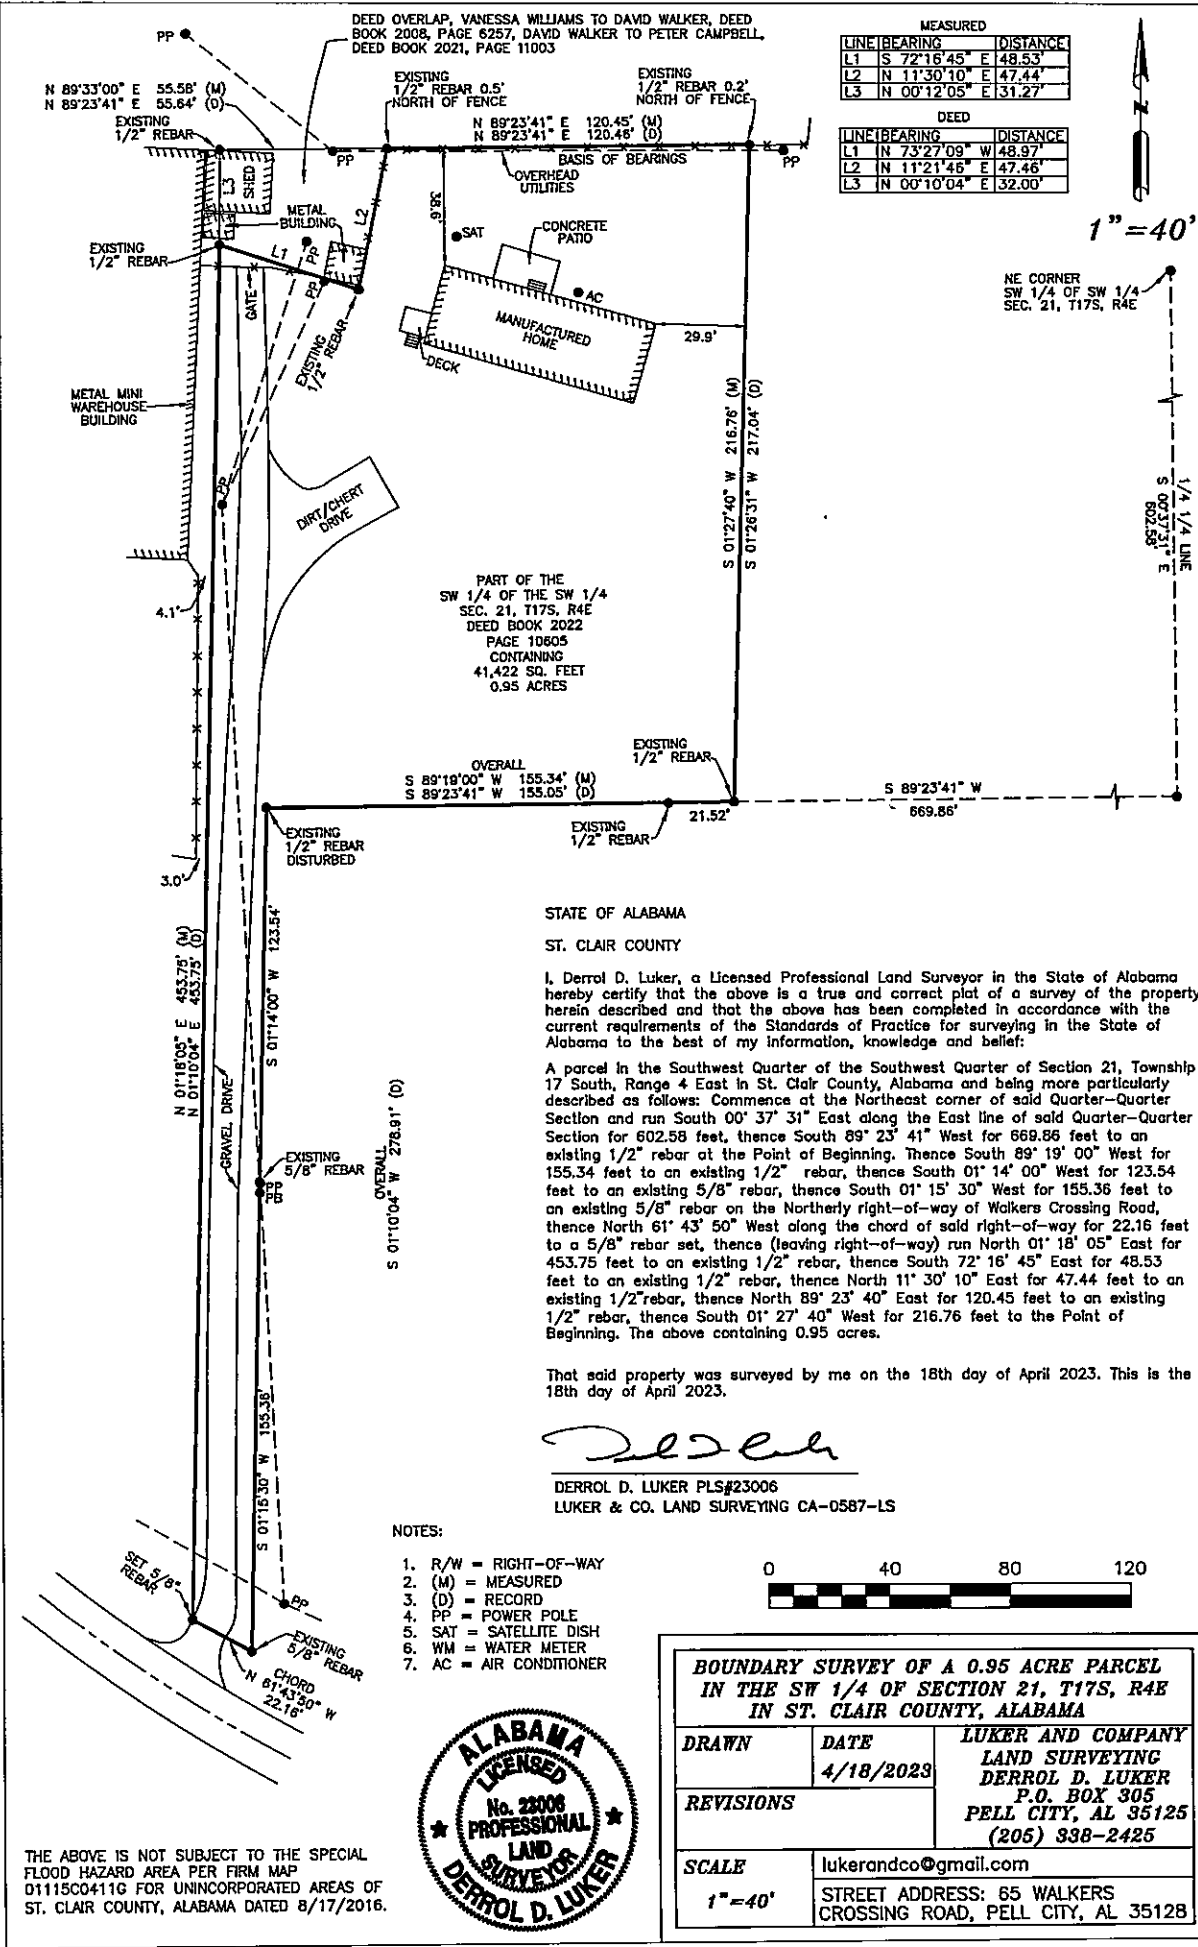 DEED OVERLAP, VANESSA WILLIAMS TO DAVID WALKER, DEED
BOOK 2008, PAGE 6257, DAVID WALKER TO PETER CAMPBELL,
DEED BOOK 2021, PAGE 11003
MEASURED
LINE BEARING DISTANCE
L1 S 72°16'45" E 48.53'
L2 N 11°30'10" E 47.44'
L3 N 00°12'05" E 31.27'
DEED
LINE BEARING DISTANCE
L1 N 73°27'09" W 48.97'
L2 N 11°21'46" E 47.46'
L3 N 00°10'04" E 32.00'
Z
1"=40'
PP
N 89°33'00" E 55.58' (M)
N 89°23'41" E 55.64' (D)
EXISTING
1/2" REBAR
EXISTING
1/2" REBAR 0.5'
NORTH OF FENCE
EXISTING
1/2" REBAR 0.2'
NORTH OF FENCE
N 89°23'41" E 120.45' (M)
N 89°23'41" E 120.46' (D)
BASIS OF BEARINGS
PP
PP
OVERHEAD
UTILITIES
L3
SHED
METAL
BUILDING
L2
38.6'
SAT
CONCRETE
PATIO
EXISTING
1/2" REBAR
L1
PP
PP
GATE
AC
NE CORNER
SW 1/4 OF SW 1/4
SEC. 21, T17S, R4E
MANUFACTURED
HOME
29.9'
DECK
EXISTING
1/2" REBAR
METAL MINI
WAREHOUSE
BUILDING
S 01°27'40" W 216.76' (M)
S 01°26'31" W 217.04' (D)
1/4 1/4 LINE
S 00°37'31" E
602.58'
PP
DIRT/CHERT
DRIVE
4.1'
PART OF THE
SW 1/4 OF THE SW 1/4
SEC. 21, T17S, R4E
DEED BOOK 2022
PAGE 10605
CONTAINING
41,422 SQ. FEET
0.95 ACRES
EXISTING
1/2" REBAR
OVERALL
S 89°19'00" W 155.34' (M)
S 89°23'41" W 155.05' (D)
S 89°23'41" W
669.86'
21.52'
EXISTING
1/2" REBAR
EXISTING
1/2" REBAR
DISTURBED
3.0'
N 01°18'05" E 453.75' (M)
N 01°10'04" E 453.75' (D)
S 01°14'00" W 123.54'
GRAVEL DRIVE
EXISTING
5/8" REBAR
PP
PB
OVERALL
S 01°10'04" W 278.91' (D)
S 01°15'30" W 155.36'
STATE OF ALABAMA
ST. CLAIR COUNTY
I, Derrol D. Luker, a Licensed Professional Land Surveyor in the State of Alabama
hereby certify that the above is a true and correct plat of a survey of the property
herein described and that the above has been completed in accordance with the
current requirements of the Standards of Practice for surveying in the State of
Alabama to the best of my information, knowledge and belief:
A parcel in the Southwest Quarter of the Southwest Quarter of Section 21, Township
17 South, Range 4 East in St. Clair County, Alabama and being more particularly
described as follows: Commence at the Northeast corner of said Quarter-Quarter
Section and run South 00° 37' 31" East along the East line of said Quarter-Quarter
Section for 602.58 feet, thence South 89° 23' 41" West for 669.86 feet to an
existing 1/2" rebar at the Point of Beginning. Thence South 89° 19' 00" West for
155.34 feet to an existing 1/2" rebar, thence South 01° 14' 00" West for 123.54
feet to an existing 5/8" rebar, thence South 01° 15' 30" West for 155.36 feet to
an existing 5/8" rebar on the Northerly right-of-way of Walkers Crossing Road,
thence North 61° 43' 50" West along the chord of said right-of-way for 22.16 feet
to a 5/8" rebar set, thence (leaving right-of-way) run North 01° 18' 05" East for
453.75 feet to an existing 1/2" rebar, thence South 72° 16' 45" East for 48.53
feet to an existing 1/2" rebar, thence North 11° 30' 10" East for 47.44 feet to an
existing 1/2"rebar, thence North 89° 23' 40" East for 120.45 feet to an existing
1/2" rebar, thence South 01° 27' 40" West for 216.76 feet to the Point of
Beginning. The above containing 0.95 acres.
That said property was surveyed by me on the 18th day of April 2023. This is the
18th day of April 2023.
DERROL D. LUKER PLS#23006
LUKER & CO. LAND SURVEYING CA-0587-LS
SET 5/8"
REBAR
PP
EXISTING
5/8" REBAR
CHORD
N 61°43'50" W
22.16'
NOTES:
1. R/W = RIGHT-OF-WAY
2. (M) = MEASURED
3. (D) = RECORD
4. PP = POWER POLE
5. SAT = SATELLITE DISH
6. WM = WATER METER
7. AC = AIR CONDITIONER
0 40 80 120
ALABAMA
LICENSED
No. 23006
PROFESSIONAL
LAND
SURVEYOR
DERROL D. LUKER
BOUNDARY SURVEY OF A 0.95 ACRE PARCEL
IN THE SW 1/4 OF SECTION 21, T17S, R4E
IN ST. CLAIR COUNTY, ALABAMA
DRAWN
DATE
4/18/2023
LUKER AND COMPANY
LAND SURVEYING
DERROL D. LUKER
P.O. BOX 305
PELL CITY, AL 35125
(205) 338-2425
REVISIONS
SCALE
1"=40'
lukerandco@gmail.com
STREET ADDRESS: 65 WALKERS
CROSSING ROAD, PELL CITY, AL 35128
THE ABOVE IS NOT SUBJECT TO THE SPECIAL
FLOOD HAZARD AREA PER FIRM MAP
01115C0411G FOR UNINCORPORATED AREAS OF
ST. CLAIR COUNTY, ALABAMA DATED 8/17/2016.